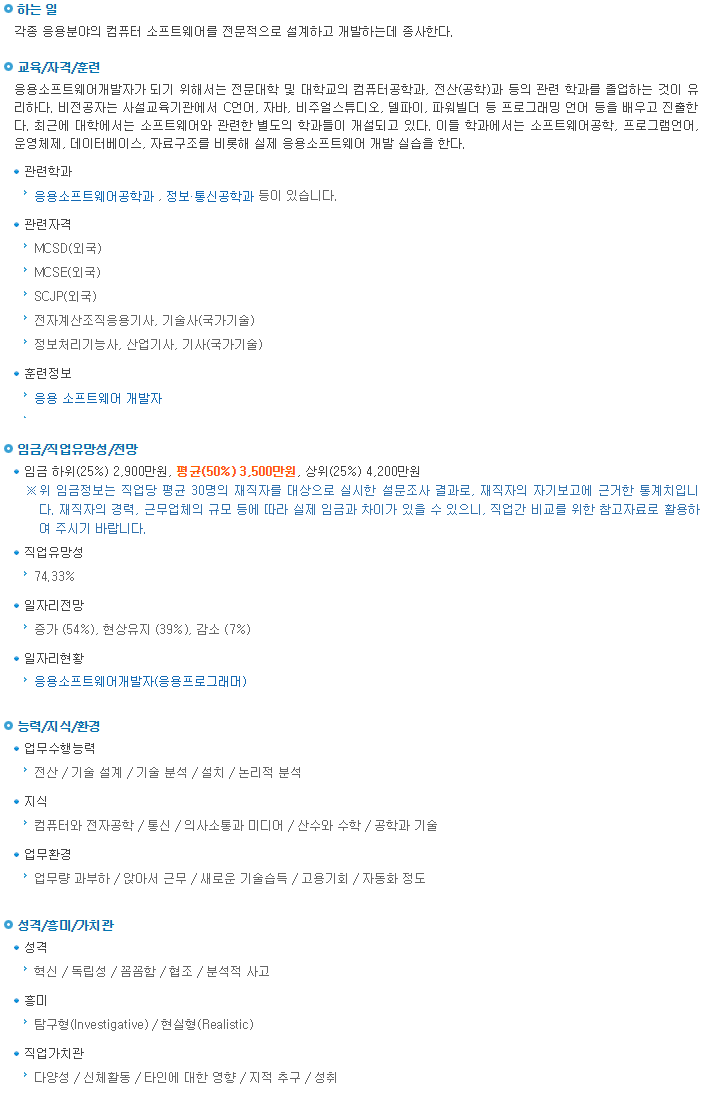 하는 일
각종 응용분야의 컴퓨터 소프트웨어를 전문적으로 설계하고 개발하는데 종사한다.
교육/자격/훈련
응용소프트웨어개발자가 되기 위해서는 전문대학 및 대학교의 컴퓨터공학과, 전산(공학)과 등의 관련 학과를 졸업하는 것이 유
리하다. 비전공자는 사설교육기관에서 C언어, 자바, 비주얼스튜디오, 델파이, 파워빌더 등 프로그래밍 언어 등을 배우고 진출한
다. 최근에 대학에서는 소프트웨어와 관련한 별도의 학과들이 개설되고 있다. 이들 학과에서는 소프트웨어공학, 프로그램언어,
운영체제, 데이터베이스, 자료구조를 비롯해 실제 응용소프트웨어 개발 실습을 한다.
관련학과
응용소프트웨어공학과 , 정보·통신공학과 등이 있습니다.
관련자격
MCSD(외국)
MCSE(외국)
SCJP(외국)
전자계산조직응용기사, 기술사(국가기술)
정보처리기능사, 산업기사, 기사(국가기술)
훈련정보
응용 소프트웨어 개발자
임금/직업유망성/전망
임금 하위(25%) 2,900만원, 평균(50%) 3,500만원, 상위(25%) 4,200만원
※위 임금정보는 직업당 평균 30명의 재직자를 대상으로 실시한 설문조사 결과로, 재직자의 자기보고에 근거한 통계치입니
다. 재직자의 경력, 근무업체의 규모 등에 따라 실제 임금과 차이가 있을 수 있으니, 직업간 비교를 위한 참고자료로 활용하
여 주시기 바랍니다.
직업유망성
74.33%
일자리전망
증가 (54%), 현상유지 (39%), 감소 (7%)
일자리현황
응용소프트웨어개발자(응용프로그래머)
능력/지식/환경
업무수행능력
전산 / 기술 설계 / 기술 분석 / 설치 / 논리적 분석
지식
컴퓨터와 전자공학 / 통신 / 의사소통과 미디어 / 산수와 수학 / 공학과 기술
업무환경
업무량 과부하 / 앉아서 근무 / 새로운 기술습득 / 고용기회 / 자동화 정도
성격/흥미/가치관
성격
혁신 / 독립성 / 꼼꼼함 / 협조 / 분석적 사고
흥미
탐구형(Investigative) / 현실형(Realistic)
직업가치관
다양성 / 신체활동 / 타인에 대한 영향 / 지적 추구 / 성취